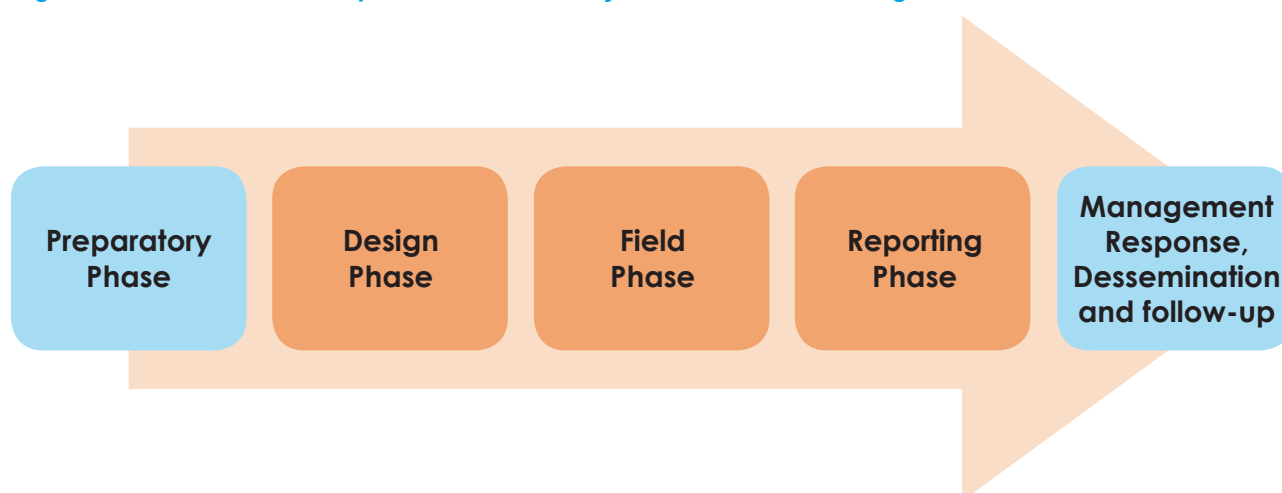 Preparatory
Phase
Design
Phase
Field
Phase
Reporting
Phase
Management
Response,
Dessemination
and follow-up